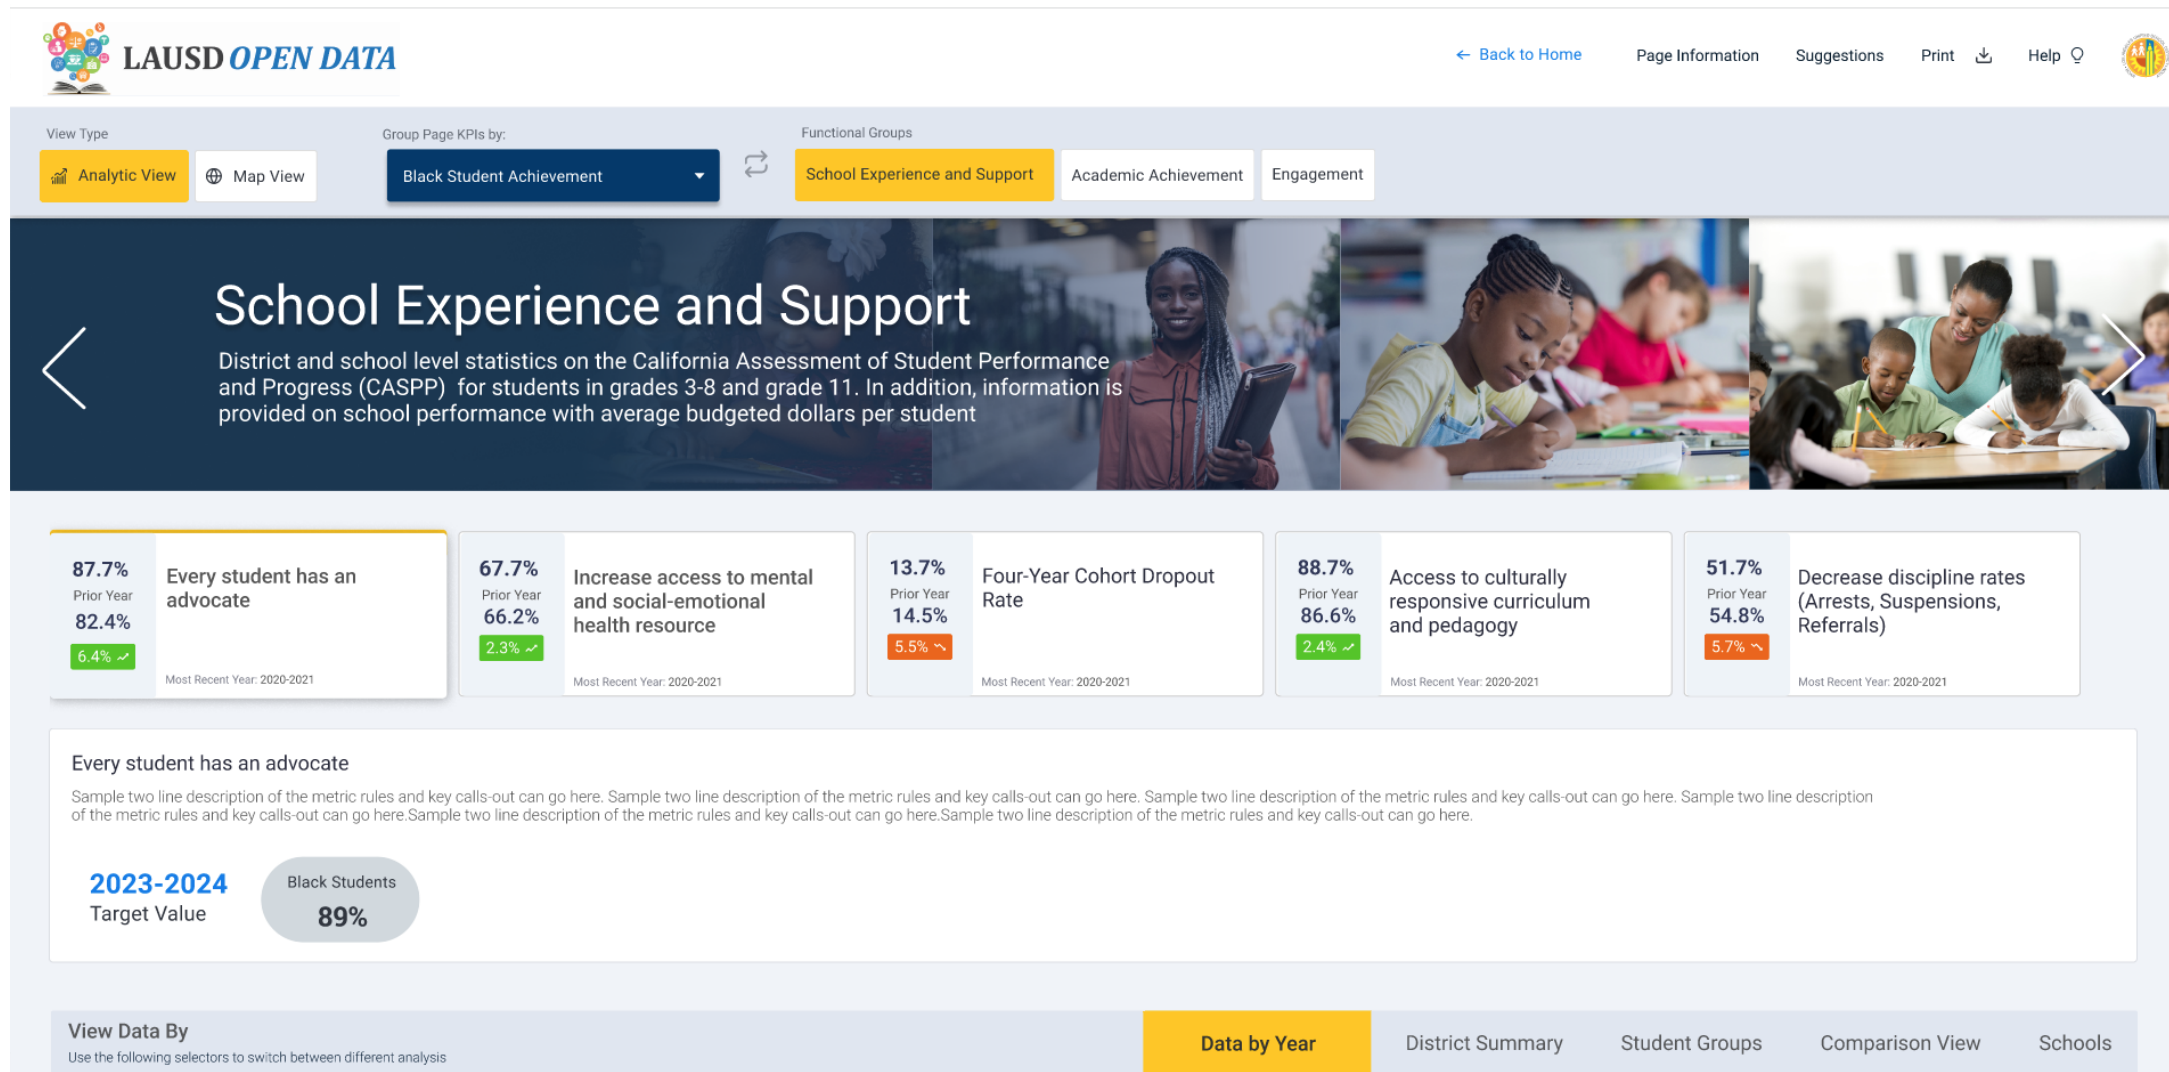 LAUSD OPEN DATA
← Back to Home
Page Information
Suggestions
Print
Help
View Type
Analytic View
Map View
Group Page KPIs by:
Black Student Achievement
Functional Groups
School Experience and Support
Academic Achievement
Engagement
School Experience and Support
District and school level statistics on the California Assessment of Student Performance
and Progress (CASPP) for students in grades 3-8 and grade 11. In addition, information is
provided on school performance with average budgeted dollars per student
87.7%
Prior Year
82.4%
6.4%
Every student has an
advocate
Most Recent Year: 2020-2021
67.7%
Prior Year
66.2%
2.3%
Increase access to mental
and social-emotional
health resource
Most Recent Year: 2020-2021
13.7%
Prior Year
14.5%
5.5%
Four-Year Cohort Dropout
Rate
Most Recent Year: 2020-2021
88.7%
Prior Year
86.6%
2.4%
Access to culturally
responsive curriculum
and pedagogy
Most Recent Year: 2020-2021
51.7%
Prior Year
54.8%
5.7%
Decrease discipline rates
(Arrests, Suspensions,
Referrals)
Most Recent Year: 2020-2021
Every student has an advocate
Sample two line description of the metric rules and key calls-out can go here. Sample two line description of the metric rules and key calls-out can go here. Sample two line description of the metric rules and key calls-out can go here. Sample two line description
of the metric rules and key calls-out can go here.Sample two line description of the metric rules and key calls-out can go here.Sample two line description of the metric rules and key calls-out can go here.
2023-2024
Target Value
Black Students
89%
View Data By
Use the following selectors to switch between different analysis
Data by Year
District Summary
Student Groups
Comparison View
Schools